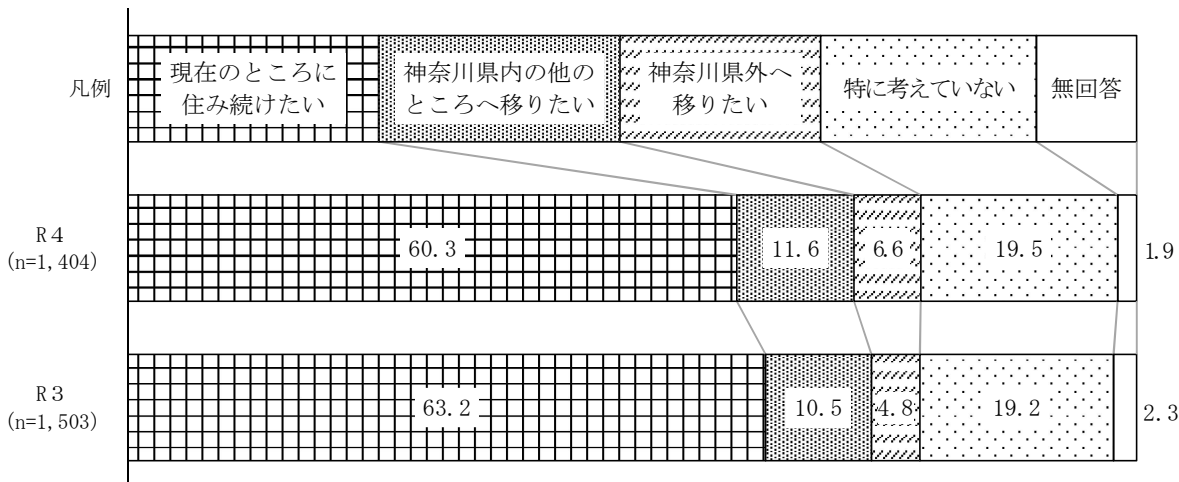 凡例
現在のところに
住み続けたい
神奈川県内の他の
ところへ移りたい
神奈川県外へ
移りたい
特に考えていない
無回答
R4
(n=1,404)
60.3
11.6
6.6
19.5
1.9
R3
(n=1,503)
63.2
10.5
4.8
19.2
2.3